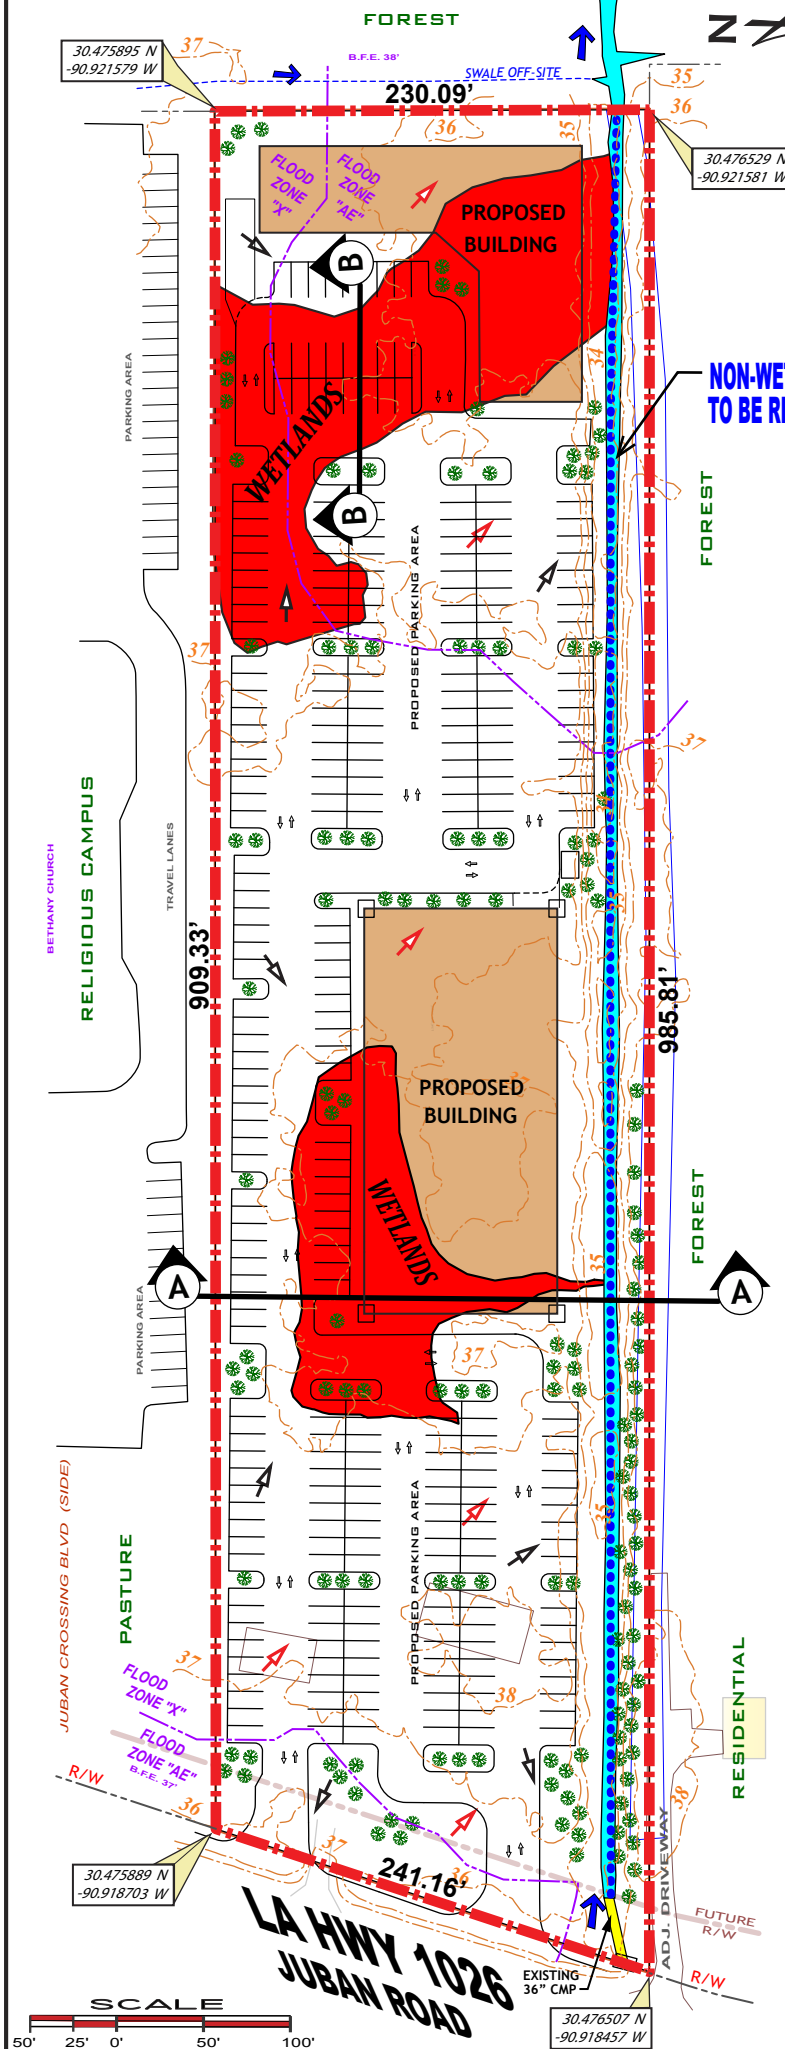 FOREST
N
30.475895 N
-90.921579 W
37
B.F.E. 38'
SWALE OFF-SITE
35
36
230.09'
36
35
30.476529 N
-90.921581 W
FLOOD
ZONE
"X"
FLOOD
ZONE
"AE"
PROPOSED
BUILDING
B
34
PARKING AREA
NON-WE
TO BE R
WETLANDS
B
FOREST
PROPOSED PARKING AREA
37
37
RELIGIOUS CAMPUS
BETHANY CHURCH
TRAVEL LANES
909.33'
985.81'
PROPOSED
BUILDING
WETLANDS
FOREST
35
A
A
PARKING AREA
37
JUBAN CROSSING BLVD (SIDE)
PASTURE
PROPOSED PARKING AREA
35
37
38
FLOOD
ZONE "X"
FLOOD
ZONE "AE"
B.F.E. 37'
RESIDENTIAL
38
R/W
36
37
36
241.16'
30.475889 N
-90.918703 W
ADJ. DRIVEWAY
FUTURE
R/W
LA HWY 1026
JUBAN ROAD
EXISTING
36" CMP
R/W
30.476507 N
-90.918457 W
SCALE
50' 25' 0' 50' 100'